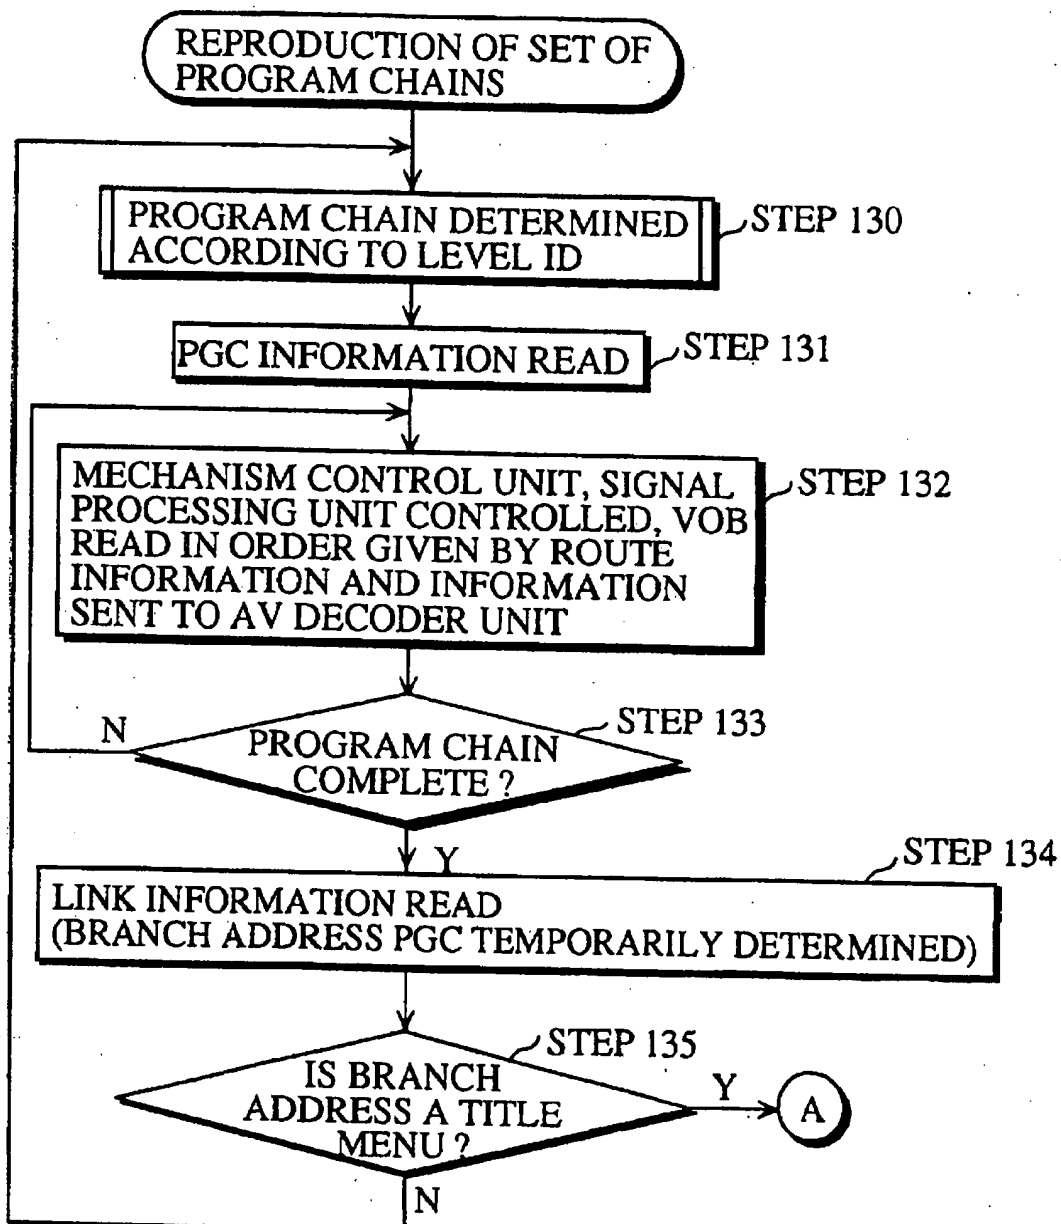 REPRODUCTION OF SET OF
PROGRAM CHAINS
PROGRAM CHAIN DETERMINED
ACCORDING TO LEVEL ID
STEP 130
PGC INFORMATION READ
STEP 131
MECHANISM CONTROL UNIT, SIGNAL
PROCESSING UNIT CONTROLLED, VOB
READ IN ORDER GIVEN BY ROUTE
INFORMATION AND INFORMATION
SENT TO AV DECODER UNIT
STEP 132
PROGRAM CHAIN
COMPLETE ?
STEP 133
N
Y
STEP 134
LINK INFORMATION READ
(BRANCH ADDRESS PGC TEMPORARILY DETERMINED)
STEP 135
IS BRANCH
ADDRESS A TITLE
MENU ?
Y
A
N